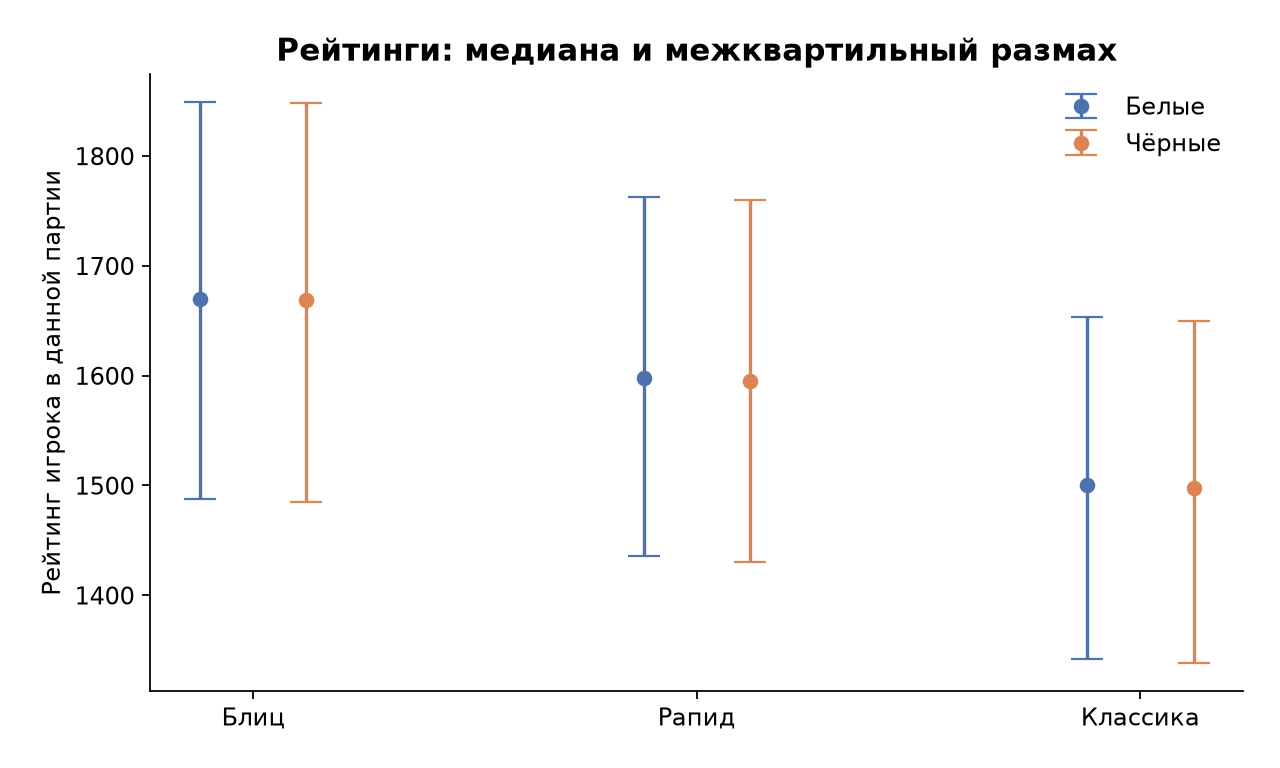 Рейтинги: медиана и межквартильный размах
Белые
Чёрные
Рейтинг игрока в данной партии
1800
1700
1600
1500
1400
Блиц
Рапид
Классика